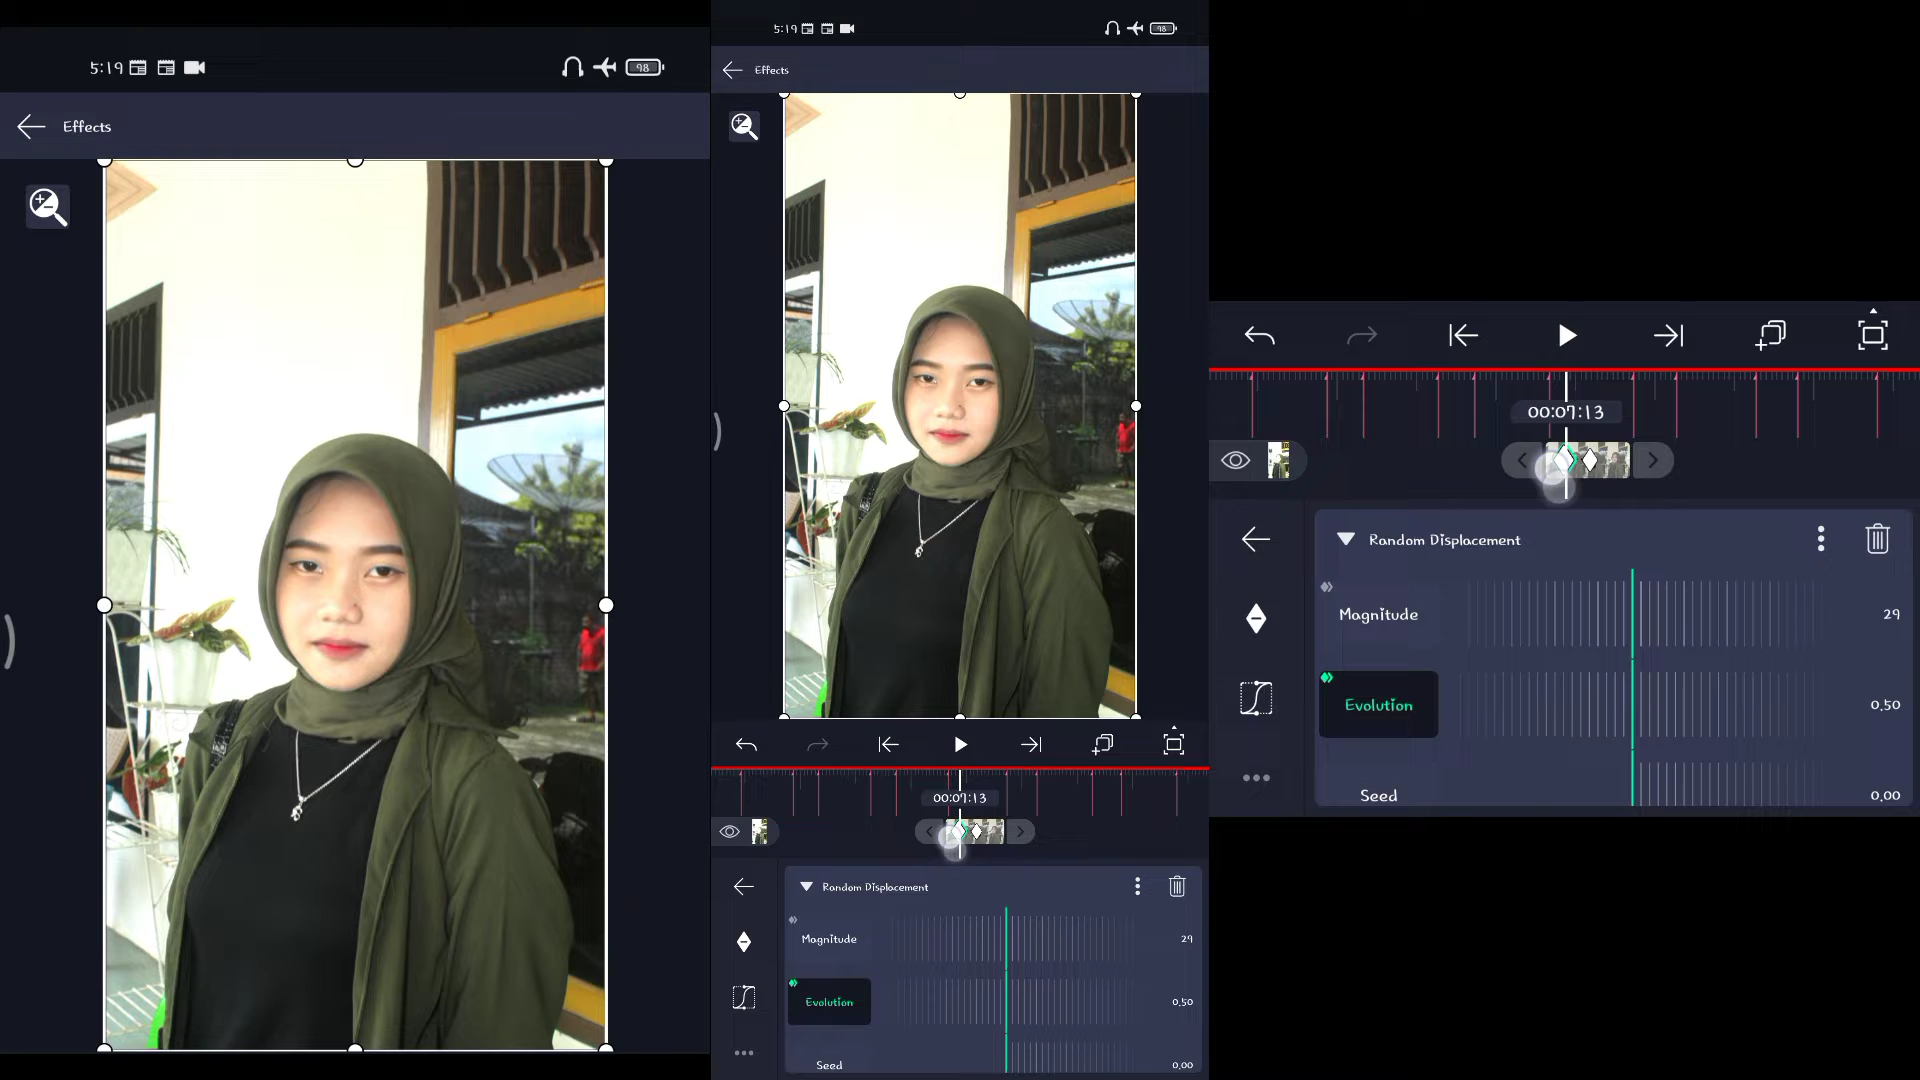 5:19
98
Effects
5:19
98
Effects
00:07:13
Random Displacement
Magnitude
29
Evolution
0,50
Seed
0,00
00:07:13
Random Displacement
Magnitude
29
Evolution
0,50
Seed
0,00